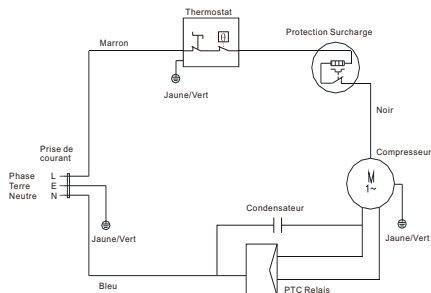 Thermostat
Protection Surcharge
Marron
Jaune/Vert
Noir
Prise de
courant
Compresseur
Phase L
Terre E
Neutre N
M
1~
Condensateur
Jaune/Vert
Jaune/Vert
Bleu
PTC Relais